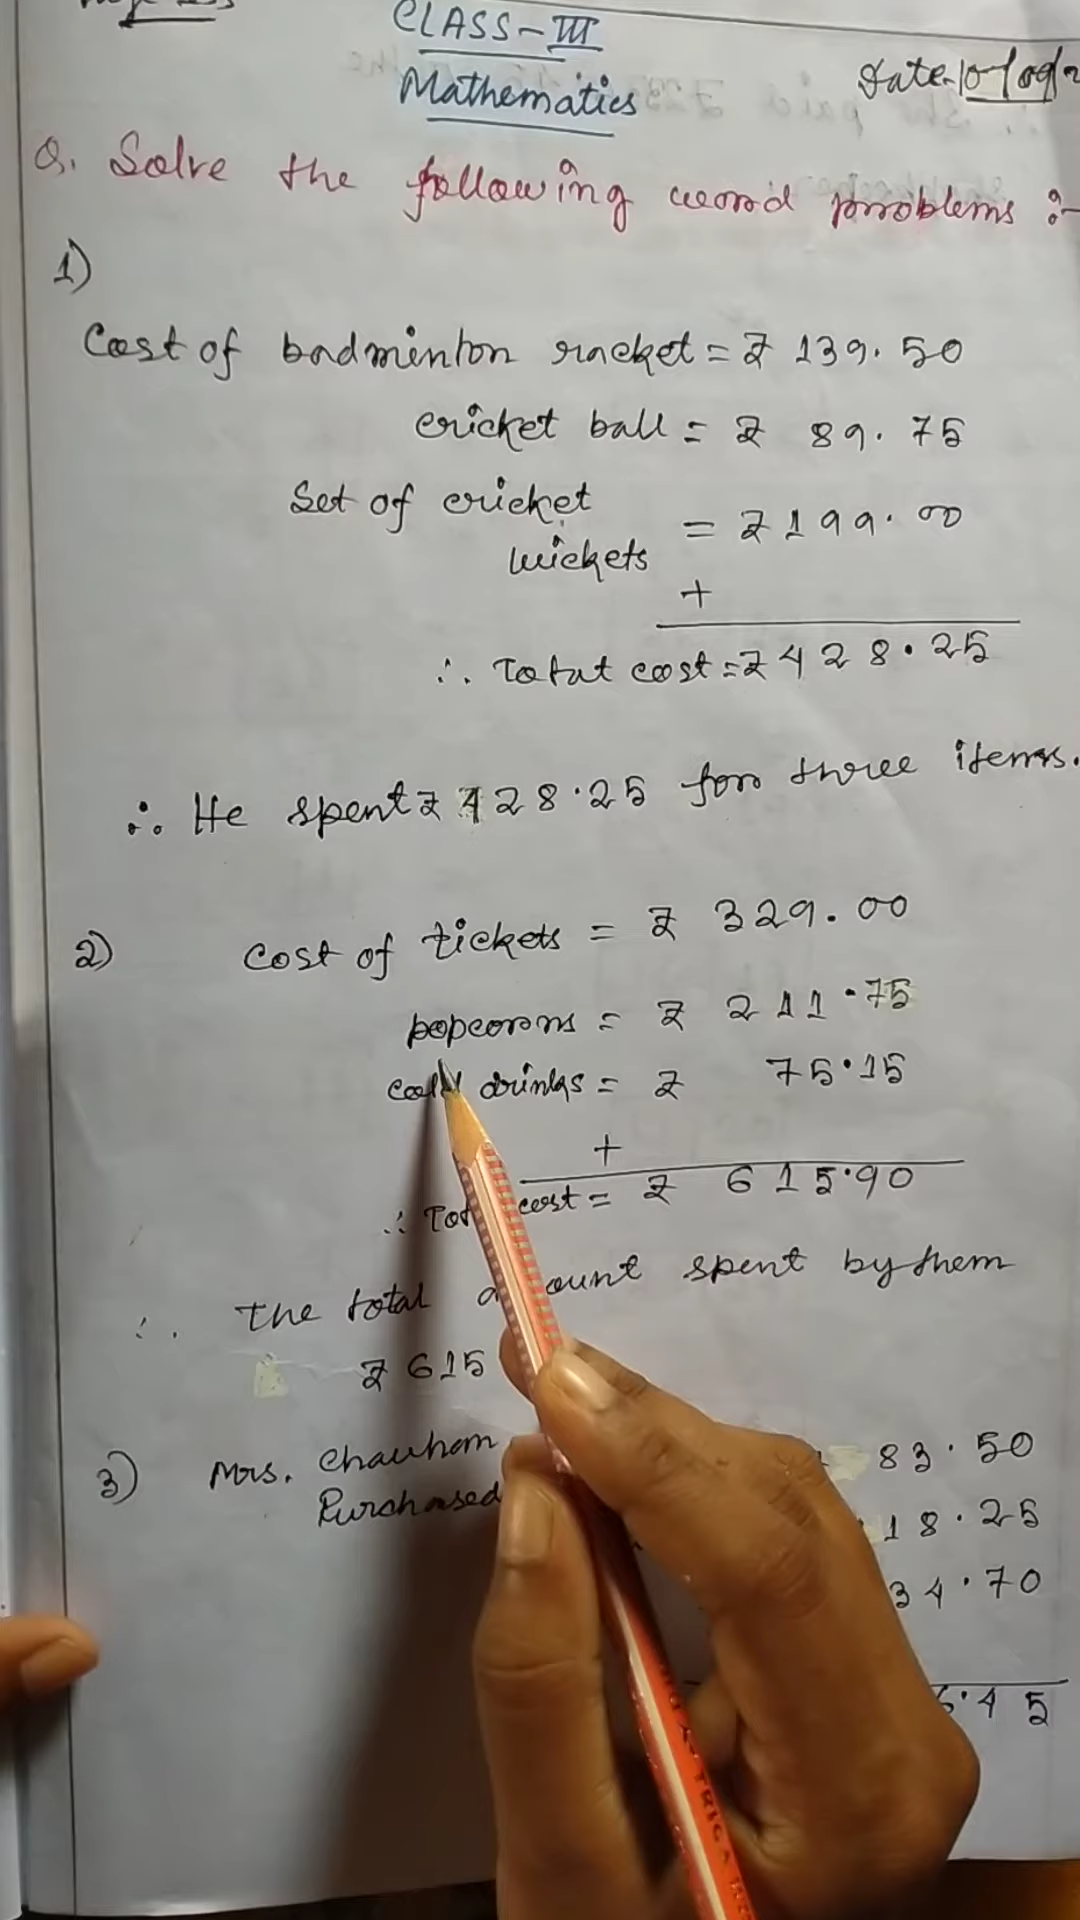 CLASS-III
Mathematics
Date-10/09/2
Q. Solve the following word problems :-
1)
Cost of badminton racket = ₹ 139.50
cricket ball = ₹ 89.75
Set of cricket
wickets = ₹ 199.00
+
∴ Total cost = ₹ 428.25
∴ He spent ₹ 428.25 for three items.
2) Cost of tickets = ₹ 329.00
popcorns = ₹ 211.75
cold drinks = ₹ 75.15
+
cost = ₹ 615.90
∴ The total amount spent by them
₹ 615
3) Mrs. Chauhan 83.50
Purchased 18.25
34.70
6.45